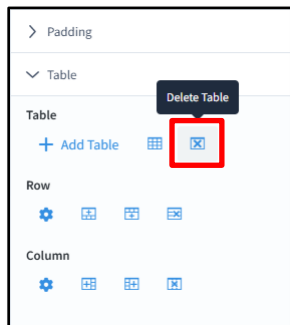 Padding
Table
Delete Table
Table
Add Table
Row
Column